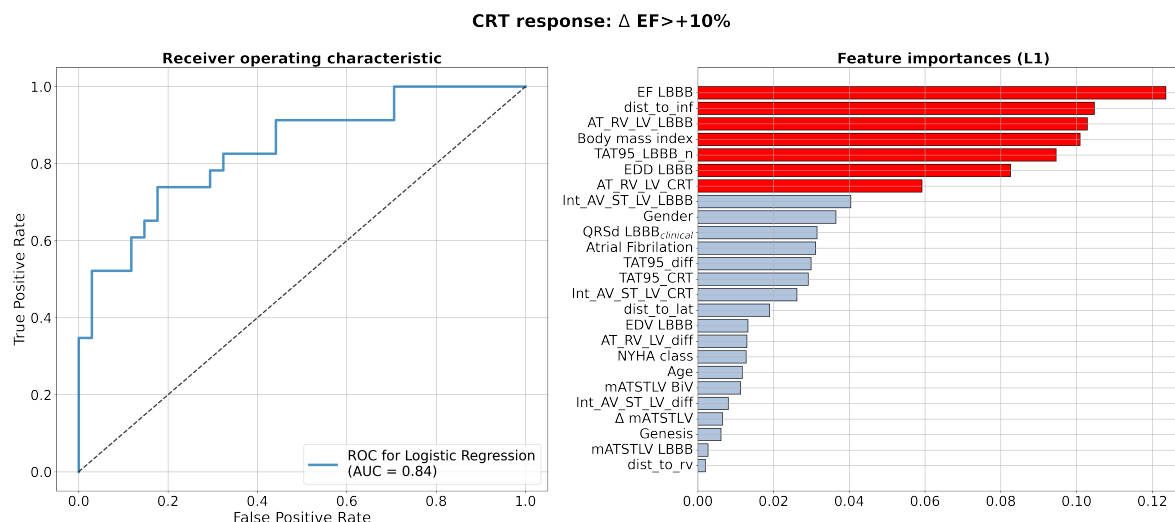 CRT response: Δ EF>+10%
Receiver operating characteristic
True Positive Rate
1.0
0.8
0.6
0.4
0.2
0.0
ROC for Logistic Regression
(AUC = 0.84)
0.0 0.2 0.4 0.6 0.8 1.0
False Positive Rate
Feature importances (L1)
EF LBBB
dist_to_inf
AT_RV_LV_LBBB
Body mass index
TAT95_LBBB_n
EDD LBBB
AT_RV_LV_CRT
Int_AV_ST_LV_LBBB
Gender
QRSd LBBBclinical
Atrial Fibrilation
TAT95_diff
TAT95_CRT
Int_AV_ST_LV_CRT
dist_to_lat
EDV LBBB
AT_RV_LV_diff
NYHA class
Age
mATSTLV BiV
Int_AV_ST_LV_diff
Δ mATSTLV
Genesis
mATSTLV LBBB
dist_to_rv
0.00 0.02 0.04 0.06 0.08 0.10 0.12